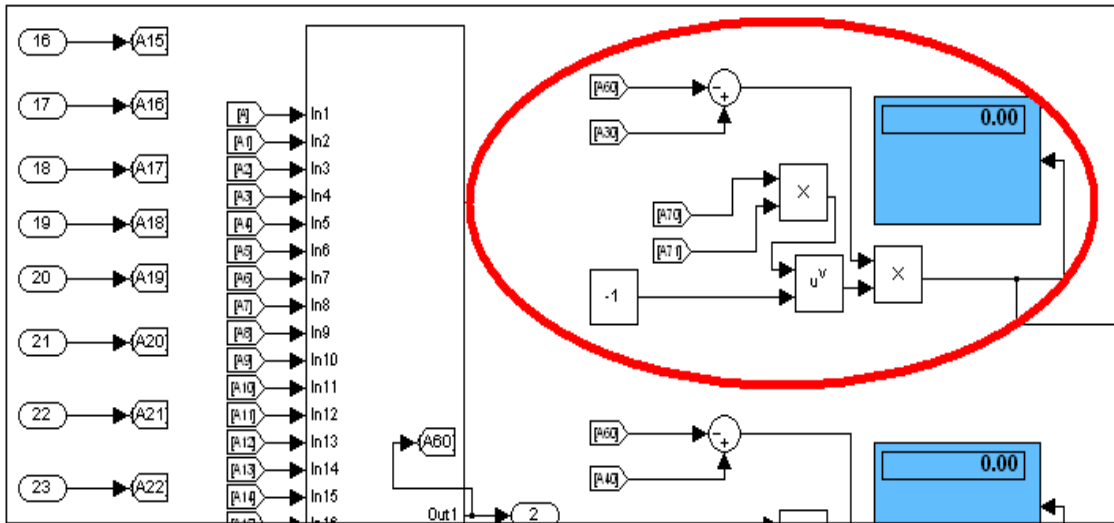 16 [A15]
17 [A16]
18 [A17]
19 [A18]
20 [A19]
21 [A20]
22 [A21]
23 [A22]
[A] In1
[A1] In2
[A2] In3
[A3] In4
[A4] In5
[A5] In6
[A6] In7
[A7] In8
[A8] In9
[A9] In10
[A10] In11
[A11] In12
[A12] In13
[A13] In14
[A14] In15
In16
[A60]
Out1 2
[A60] - +
[A30]
0.00
[A70] ×
[A71]
-1 u^v ×
[A60] - +
[A40]
0.00